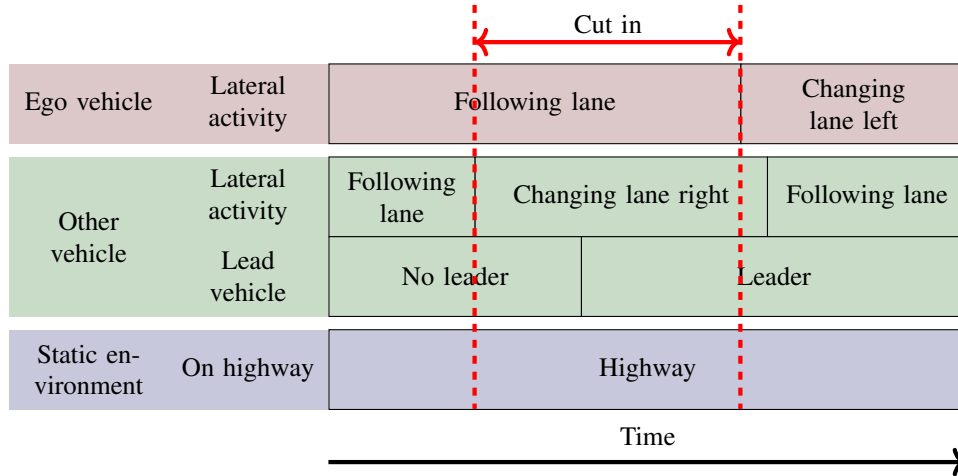 Cut in
Ego vehicle
Lateral
activity
Following lane
Changing
lane left
Other
vehicle
Lateral
activity
Following
lane
Changing lane right
Following lane
Lead
vehicle
No leader
Leader
Static en-
vironment
On highway
Highway
Time